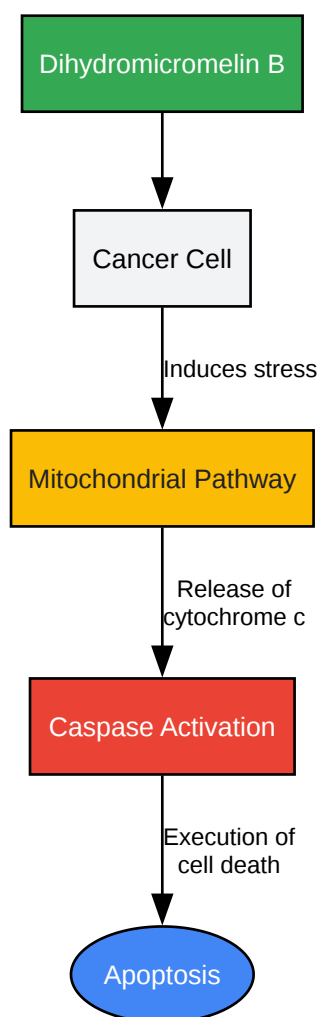 Dihydromicromelin B
Cancer Cell
Induces stress
Mitochondrial Pathway
Release of
cytochrome c
Caspase Activation
Execution of
cell death
Apoptosis